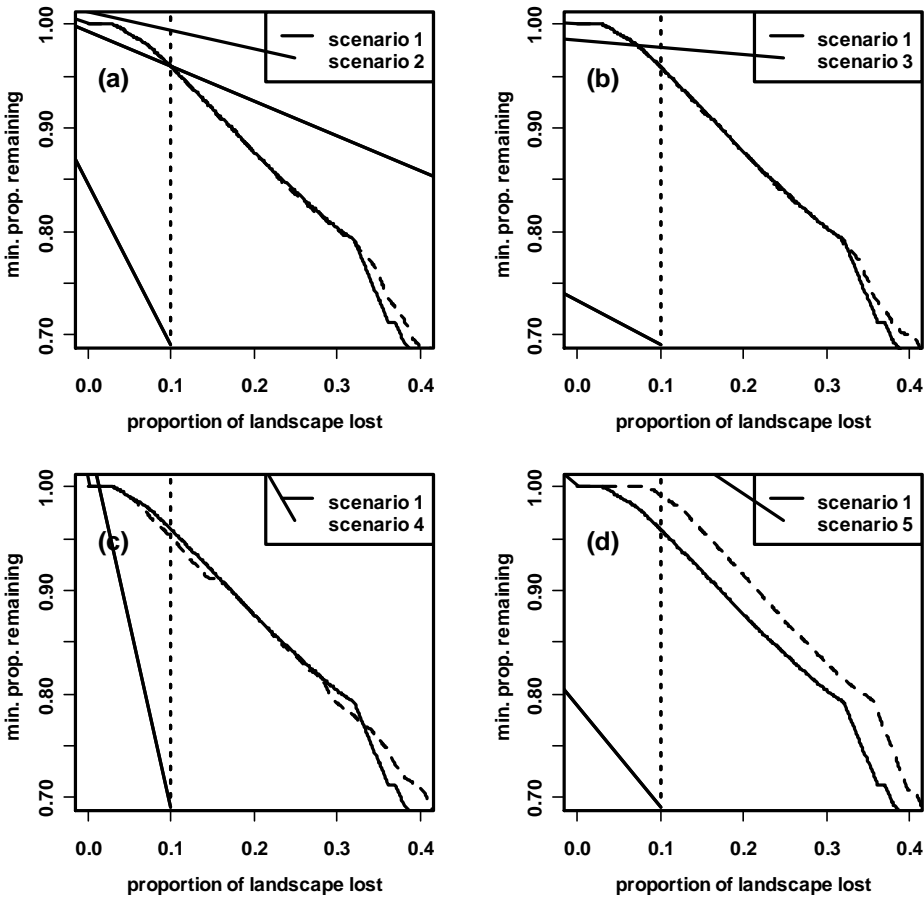 scenario 1
scenario 2
(a)
1.00
0.90
0.80
0.70
min. prop. remaining
0.0 0.1 0.2 0.3 0.4
proportion of landscape lost
scenario 1
scenario 3
(b)
1.00
0.90
0.80
0.70
min. prop. remaining
0.0 0.1 0.2 0.3 0.4
proportion of landscape lost
scenario 1
scenario 4
(c)
1.00
0.90
0.80
0.70
min. prop. remaining
0.0 0.1 0.2 0.3 0.4
proportion of landscape lost
scenario 1
scenario 5
(d)
1.00
0.90
0.80
0.70
min. prop. remaining
0.0 0.1 0.2 0.3 0.4
proportion of landscape lost